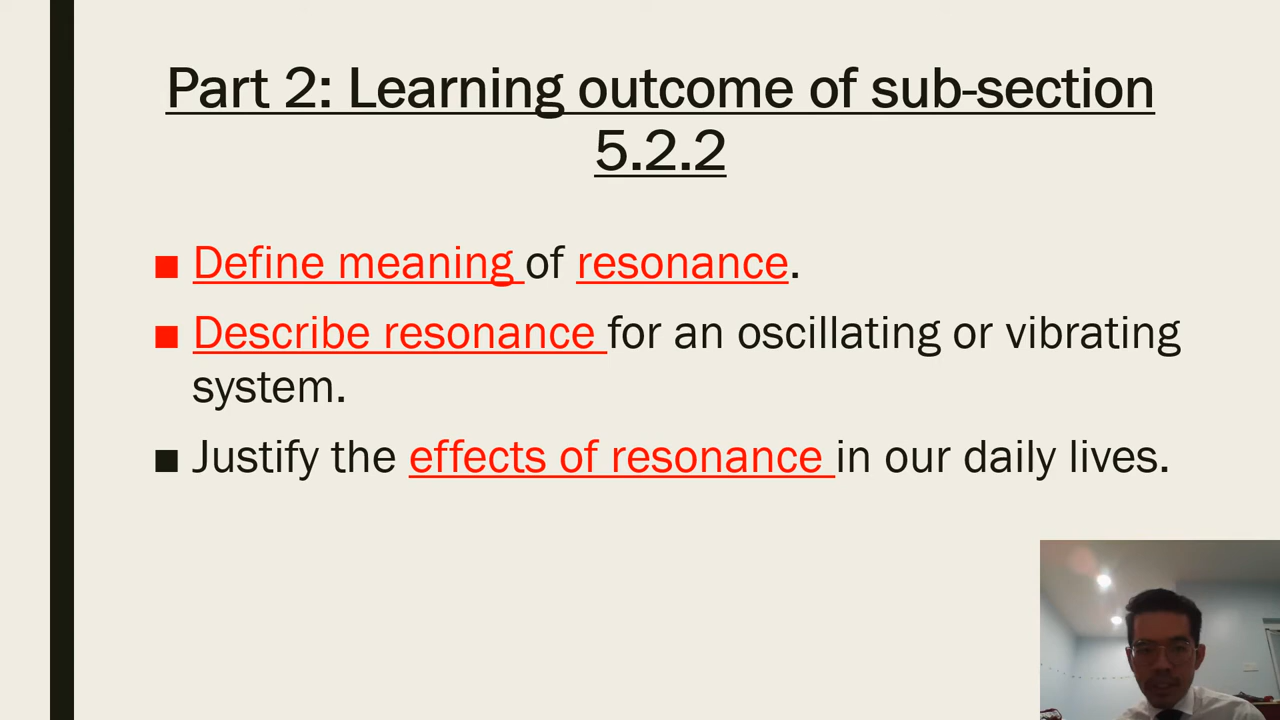 Part 2: Learning outcome of sub-section
5.2.2
■ Define meaning of resonance.
■ Describe resonance for an oscillating or vibrating
system.
■ Justify the effects of resonance in our daily lives.